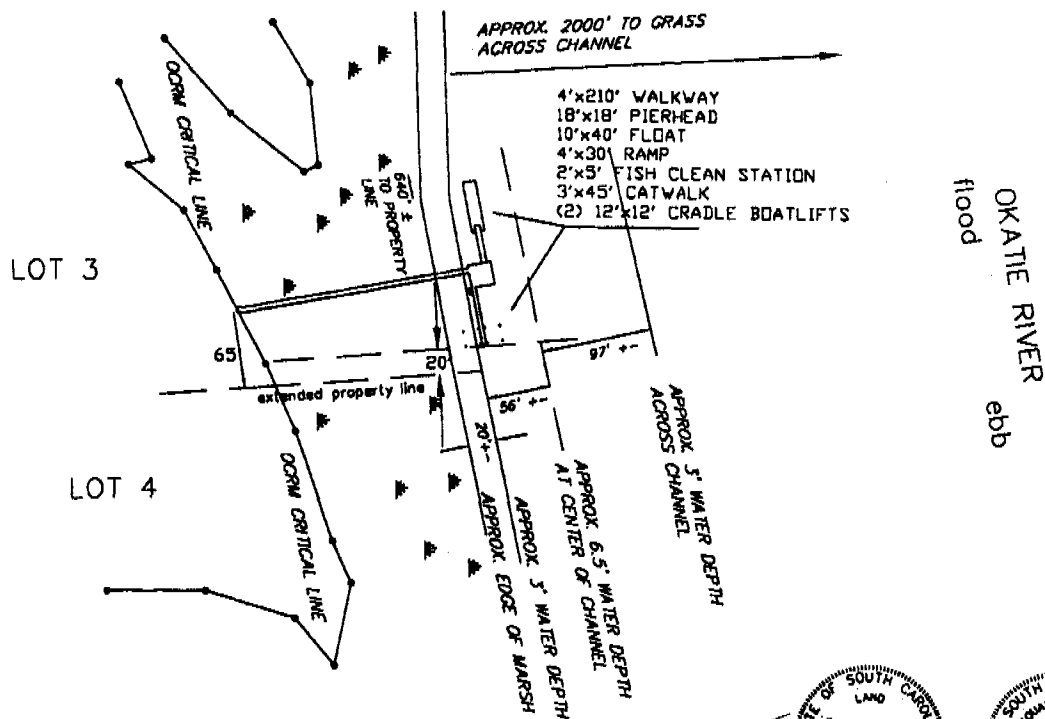 APPROX. 2000' TO GRASS
ACROSS CHANNEL
4'x210' WALKWAY
18'x18' PIERHEAD
10'x40' FLOAT
4'x30' RAMP
2'x5' FISH CLEAN STATION
3'x45' CATWALK
(2) 12'x12' CRADLE BOATLIFTS
OCRM CRITICAL LINE
640' ±
TO PROPERTY
LINE
OKATIE RIVER
flood
ebb
LOT 3
65
20'
extended property line
97' +-
56' +-
20'+-
LOT 4
OCRM CRITICAL LINE
APPROX. EDGE OF MARSH
APPROX. 3' WATER DEPTH
APPROX. 6.5' WATER DEPTH
AT CENTER OF CHANNEL
APPROX. 3' WATER DEPTH
ACROSS CHANNEL
OF SOUTH
LAND
SOUTH